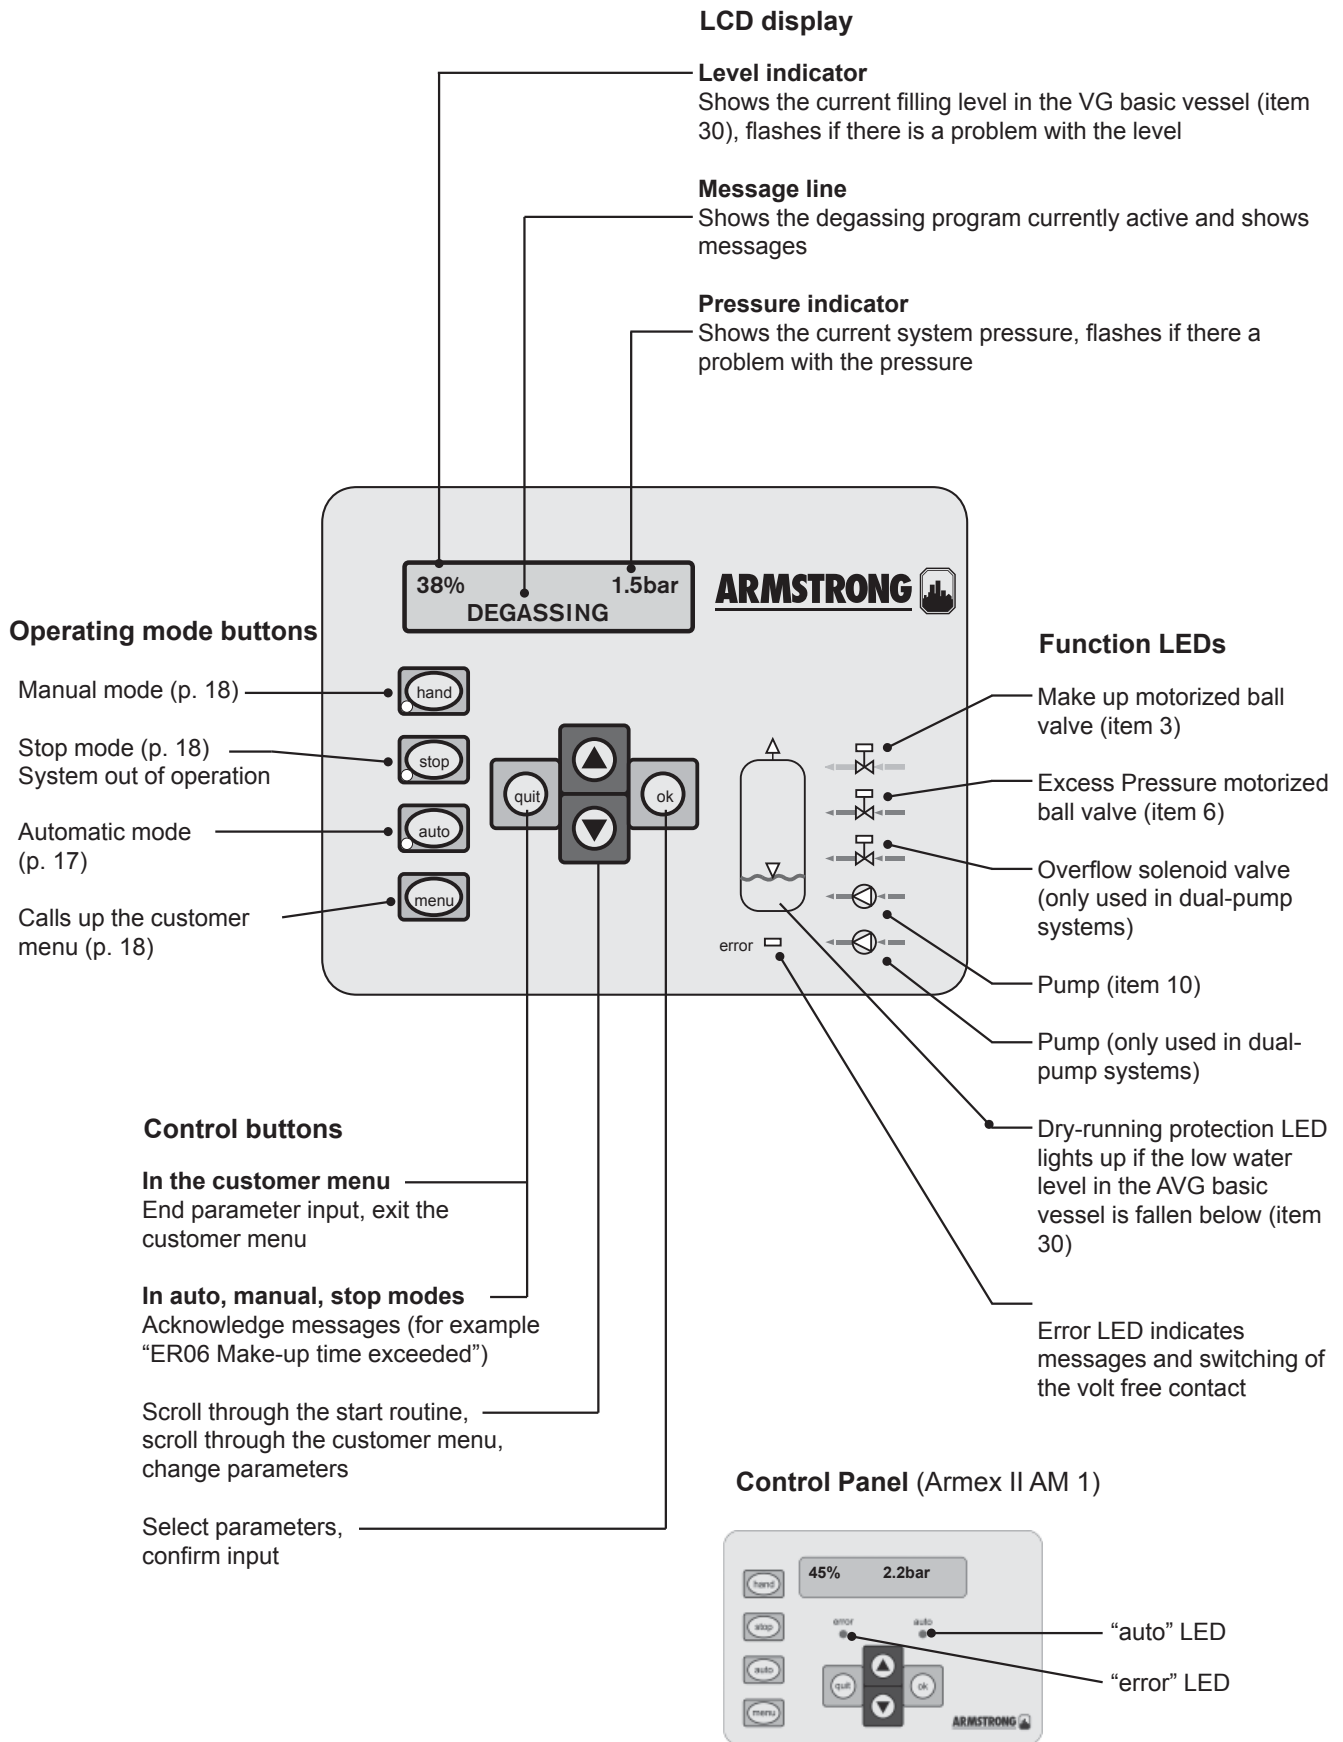 LCD display
Level indicator
Shows the current filling level in the VG basic vessel (item
30), flashes if there is a problem with the level
Message line
Shows the degassing program currently active and shows
messages
Pressure indicator
Shows the current system pressure, flashes if there a
problem with the pressure
38% 1.5bar
DEGASSING
ARMSTRONG
Operating mode buttons
Manual mode (p. 18)
Stop mode (p. 18)
System out of operation
Automatic mode
(p. 17)
Calls up the customer
menu (p. 18)
hand
stop
auto
menu
quit
ok
error
Function LEDs
Make up motorized ball
valve (item 3)
Excess Pressure motorized
ball valve (item 6)
Overflow solenoid valve
(only used in dual-pump
systems)
Pump (item 10)
Pump (only used in dual-
pump systems)
Dry-running protection LED
lights up if the low water
level in the AVG basic
vessel is fallen below (item
30)
Error LED indicates
messages and switching of
the volt free contact
Control buttons
In the customer menu
End parameter input, exit the
customer menu
In auto, manual, stop modes
Acknowledge messages (for example
“ER06 Make-up time exceeded”)
Scroll through the start routine,
scroll through the customer menu,
change parameters
Select parameters,
confirm input
Control Panel (Armex II AM 1)
45% 2.2bar
hand
stop
auto
menu
error auto
quit
ok
ARMSTRONG
“auto” LED
“error” LED